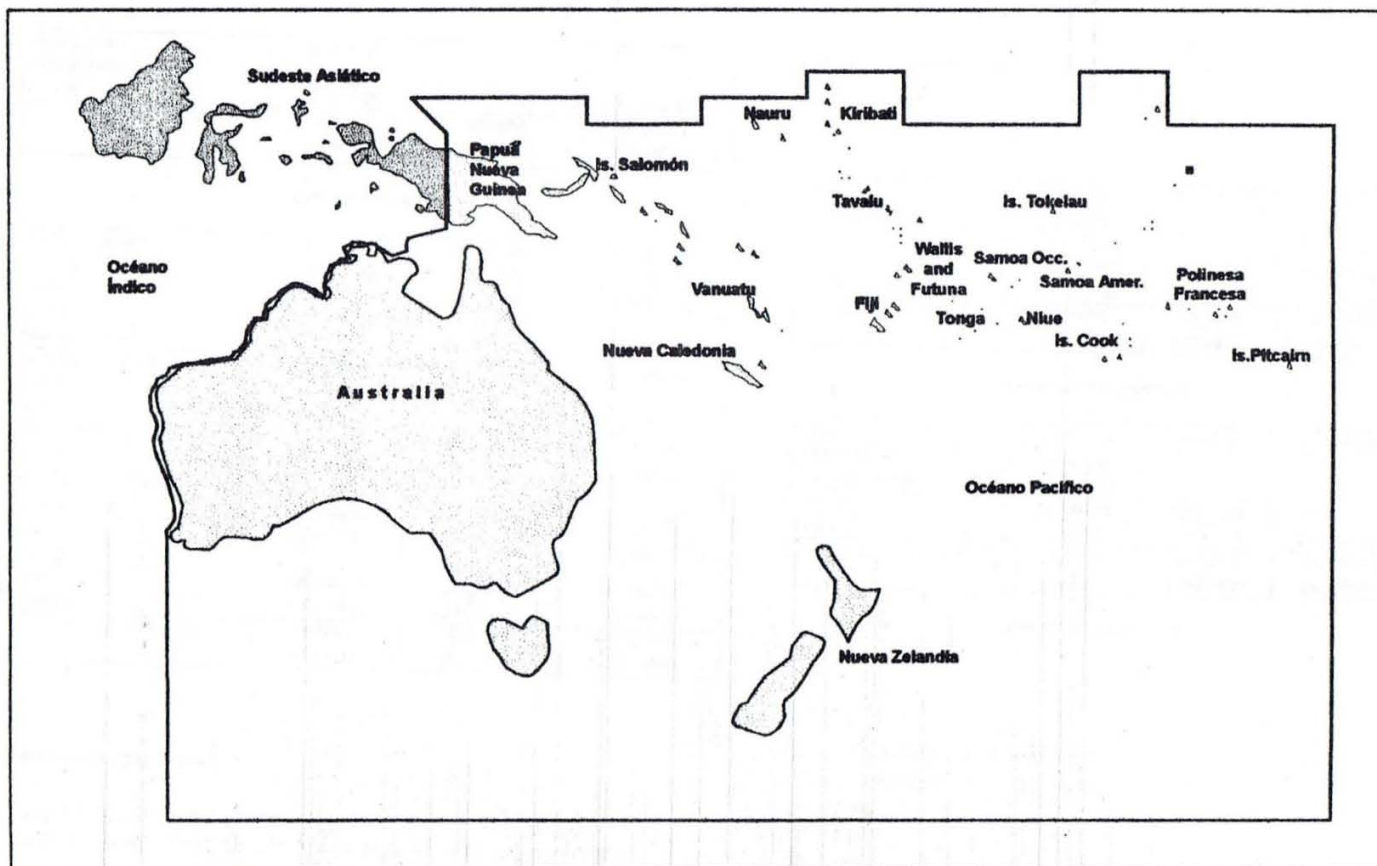 Sudeste Asiático
Nauru
Kiribati
Papuá
Nueva
Guinea
Is. Salomón
Tavalu
Is. Tokelau
Océano
Índico
Wallis
and
Futuna
Samoa Occ.
Samoa Amer.
Polinesa
Francesa
Vanuatu
Fiji
Tonga
Niue
Is. Cook
Nueva Caledonia
Is.Pitcairn
Australia
Océano Pacífico
Nueva Zelandia